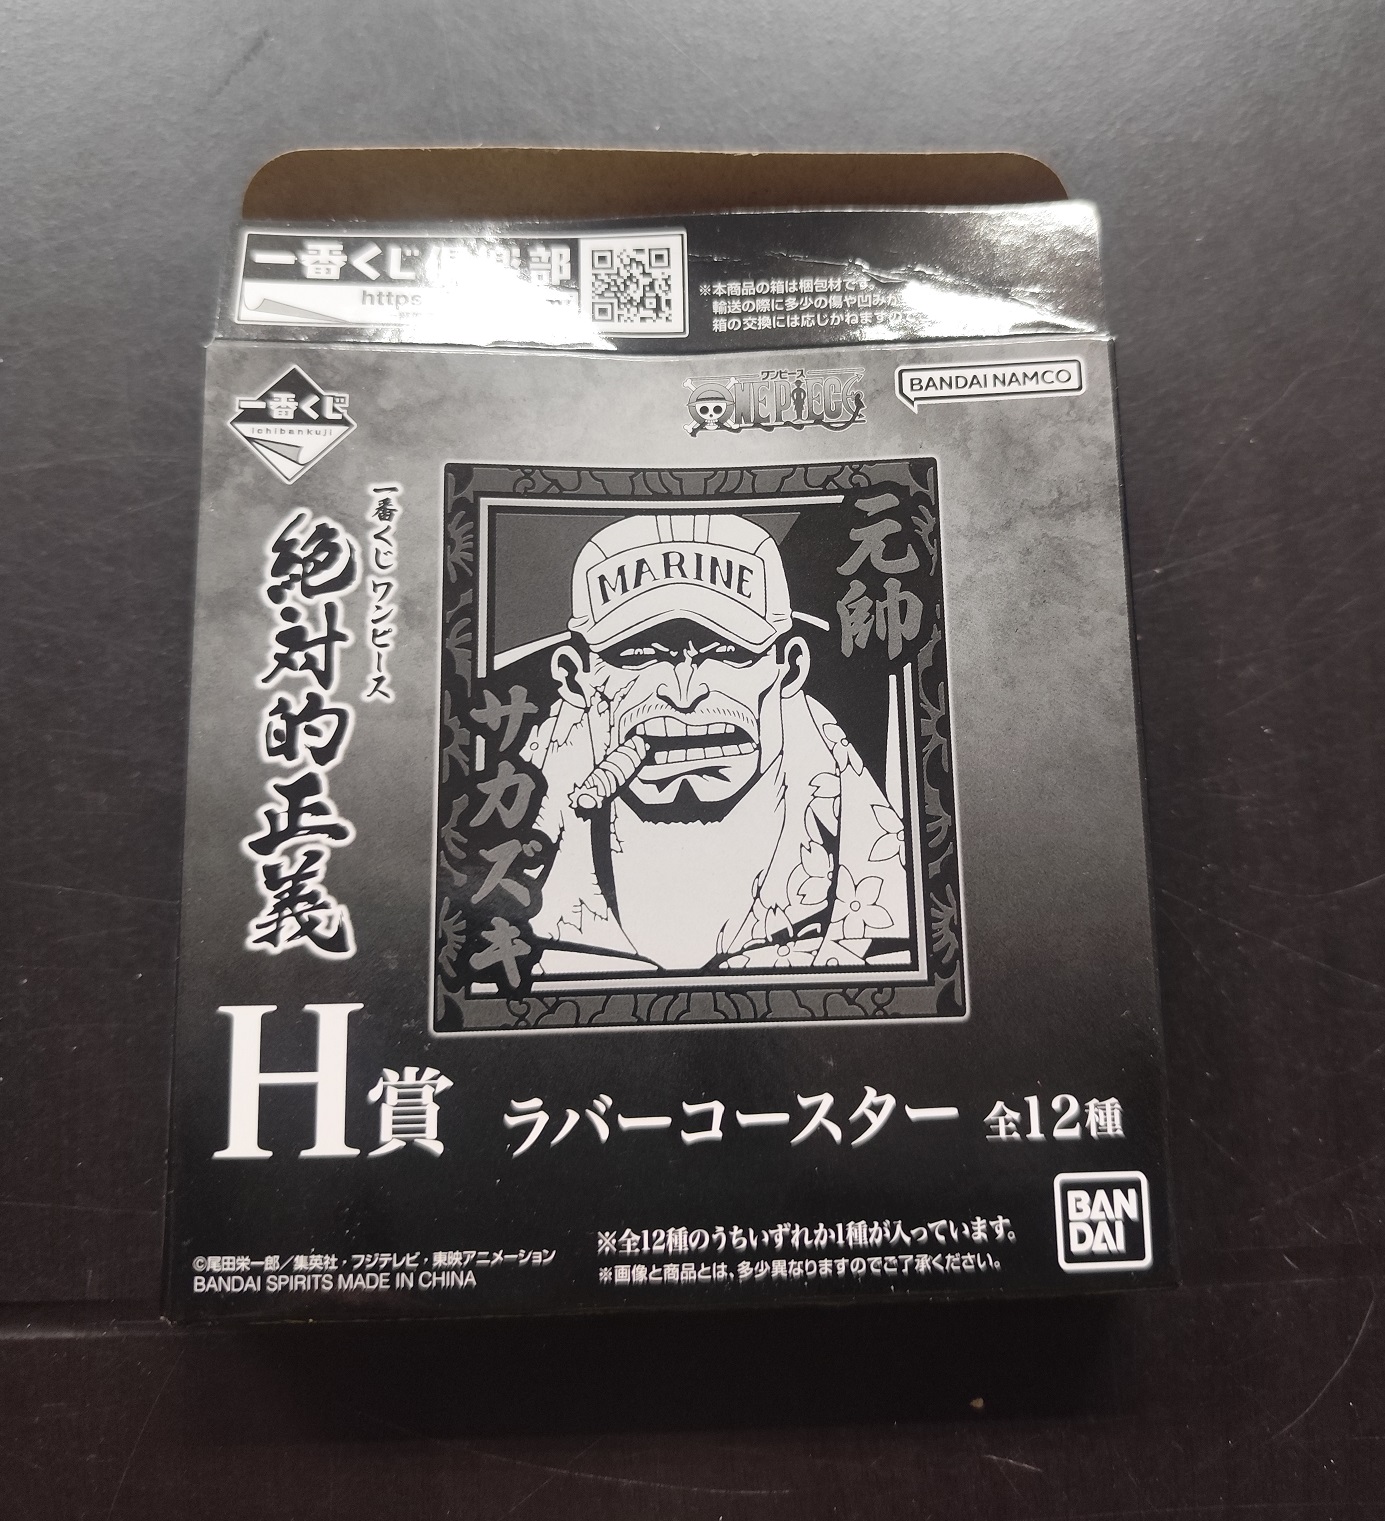 一番くじ倶楽部
https
※本商品の箱は梱包材です。
輸送の際に多少の傷や凹みが
箱の交換には応じかねますの
一番くじ
ichibankuji
ワンピース
ONE PIECE
BANDAI NAMCO
一番くじ ワンピース
絶対的正義
元帥
MARINE
サカズキ
H賞 ラバーコースター 全12種
BANDAI
※全12種のうちいずれか1種が入っています。
※画像と商品とは、多少異なりますのでご了承ください。
©尾田栄一郎/集英社・フジテレビ・東映アニメーション
BANDAI SPIRITS MADE IN CHINA